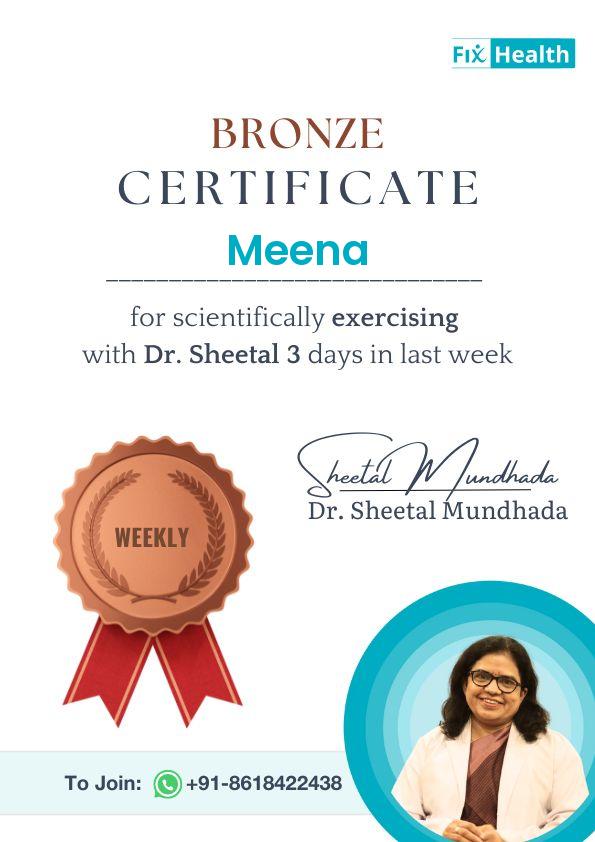 Fix Health
BRONZE
CERTIFICATE
Meena
for scientifically exercising
with Dr. Sheetal 3 days in last week
Sheetal Mundhada
Dr. Sheetal Mundhada
WEEKLY
To Join: +91-8618422438